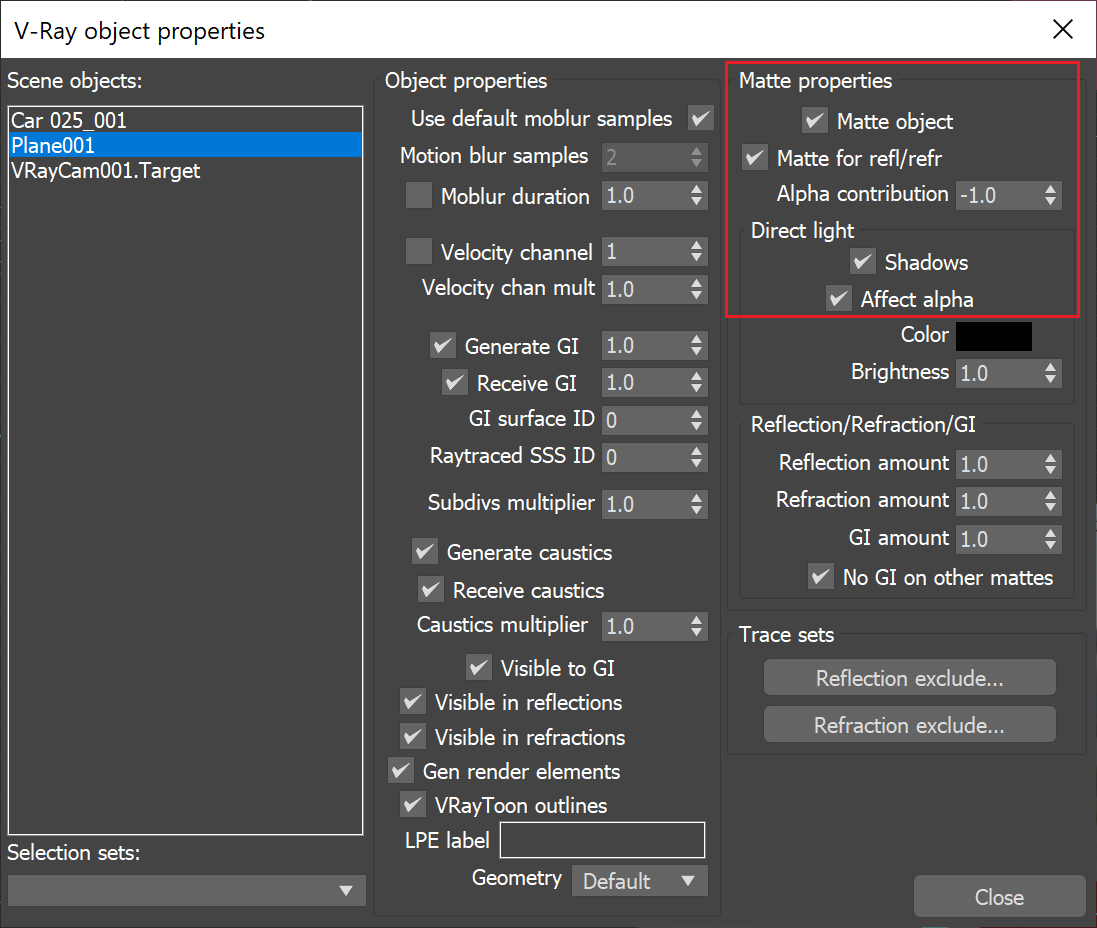 V-Ray object properties
Scene objects:
Car 025_001
Plane001
VRayCam001.Target
Selection sets:
Object properties
Use default moblur samples
Motion blur samples 2
Moblur duration 1.0
Velocity channel 1
Velocity chan mult 1.0
Generate GI 1.0
Receive GI 1.0
GI surface ID 0
Raytraced SSS ID 0
Subdivs multiplier 1.0
Generate caustics
Receive caustics
Caustics multiplier 1.0
Visible to GI
Visible in reflections
Visible in refractions
Gen render elements
VRayToon outlines
LPE label
Geometry Default
Matte properties
Matte object
Matte for refl/refr
Alpha contribution -1.0
Direct light
Shadows
Affect alpha
Color
Brightness 1.0
Reflection/Refraction/GI
Reflection amount 1.0
Refraction amount 1.0
GI amount 1.0
No GI on other mattes
Trace sets
Reflection exclude...
Refraction exclude...
Close